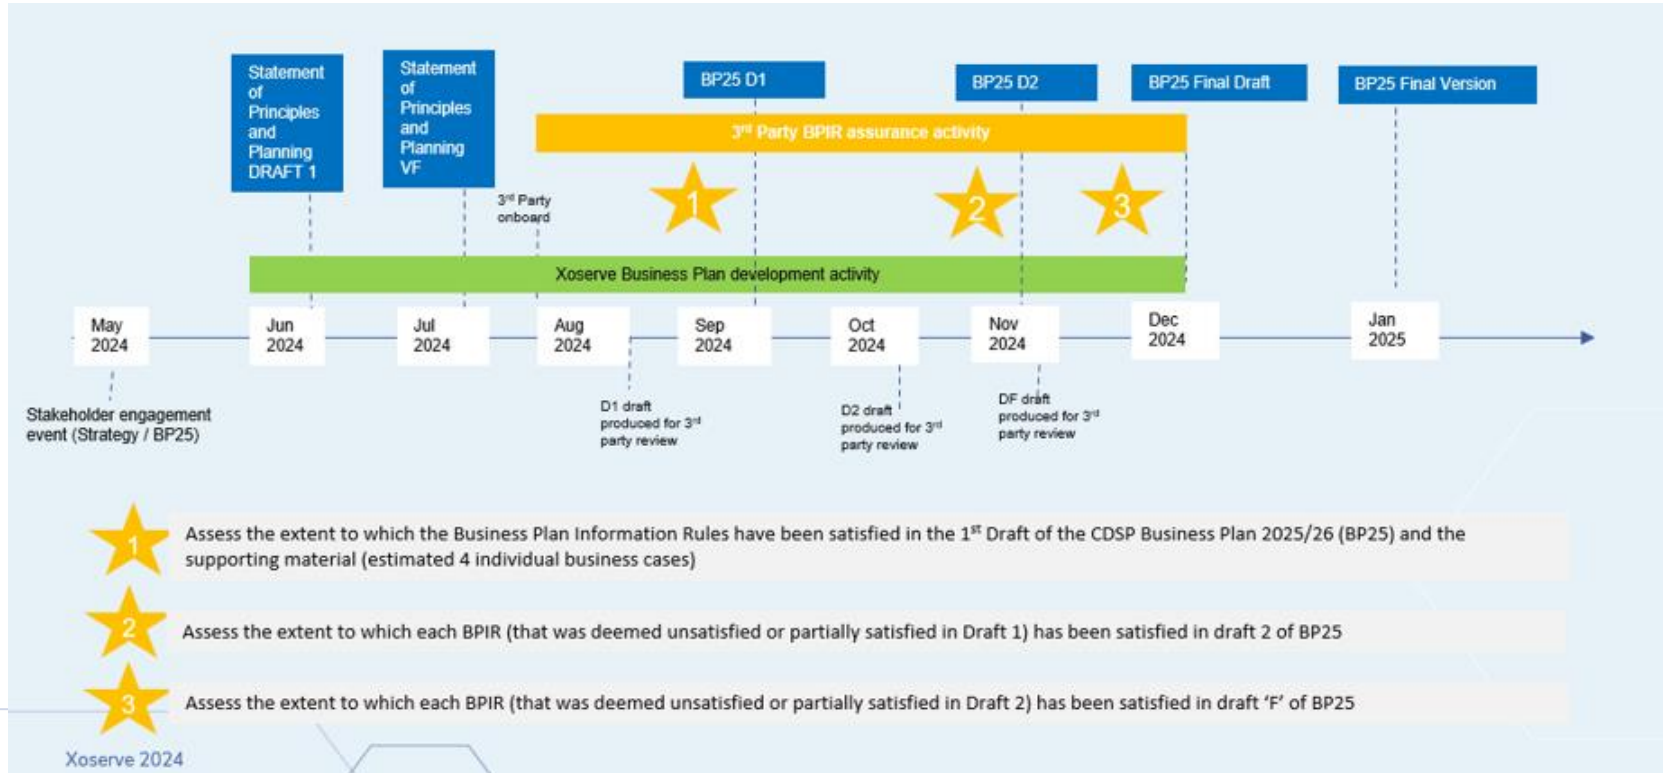 Statement
of
Principles
and
Planning
DRAFT 1
Statement
of
Principles
and
Planning
VF
BP25 D1
BP25 D2
BP25 Final Draft
BP25 Final Version
3rd Party BPIR assurance activity
3rd Party
onboard
1
2
3
Xoserve Business Plan development activity
May
2024
Jun
2024
Jul
2024
Aug
2024
Sep
2024
Oct
2024
Nov
2024
Dec
2024
Jan
2025
Stakeholder engagement
event (Strategy / BP25)
D1 draft
produced for 3rd
party review
D2 draft
produced for 3rd
party review
DF draft
produced for 3rd
party review
1
Assess the extent to which the Business Plan Information Rules have been satisfied in the 1st Draft of the CDSP Business Plan 2025/26 (BP25) and the
supporting material (estimated 4 individual business cases)
2
Assess the extent to which each BPIR (that was deemed unsatisfied or partially satisfied in Draft 1) has been satisfied in draft 2 of BP25
3
Assess the extent to which each BPIR (that was deemed unsatisfied or partially satisfied in Draft 2) has been satisfied in draft ‘F’ of BP25
Xoserve 2024